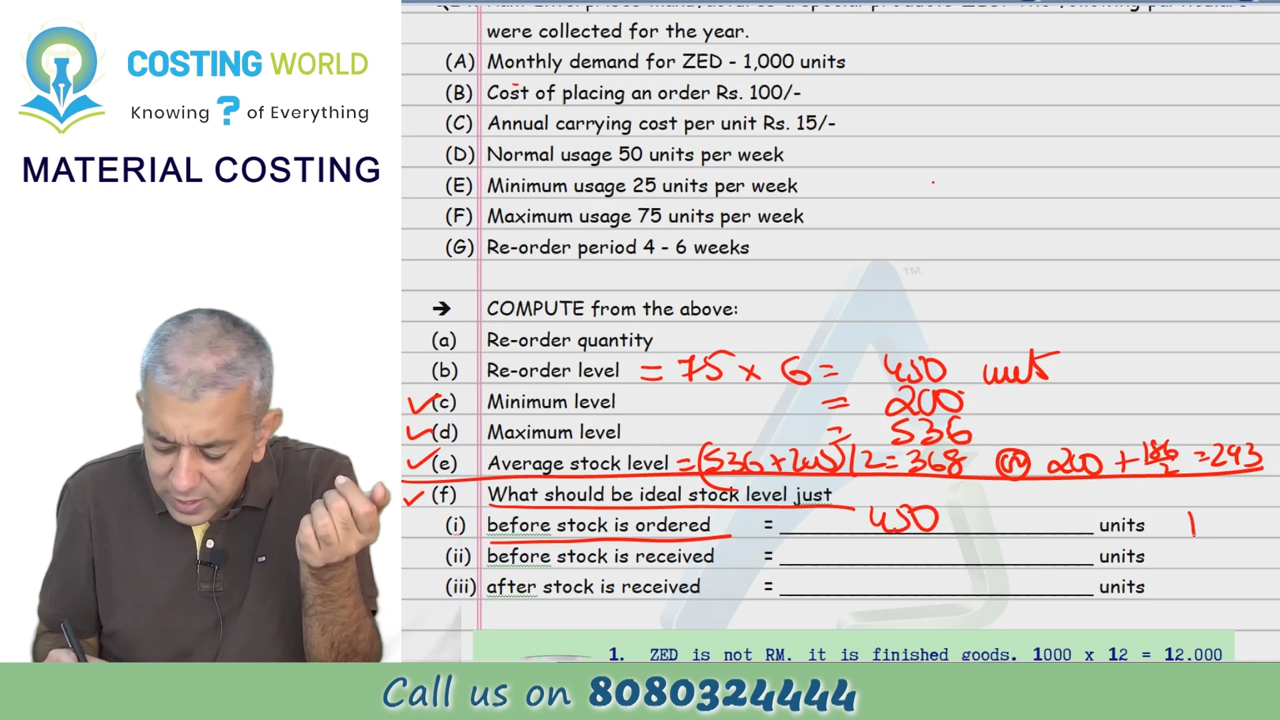 COSTING WORLD
Knowing ? of Everything
MATERIAL COSTING
were collected for the year.
(A) Monthly demand for ZED - 1,000 units
(B) Cost of placing an order Rs. 100/-
(C) Annual carrying cost per unit Rs. 15/-
(D) Normal usage 50 units per week
(E) Minimum usage 25 units per week
(F) Maximum usage 75 units per week
(G) Re-order period 4 - 6 weeks
TM
→ COMPUTE from the above:
(a) Re-order quantity
(b) Re-order level = 75 x 6 = 450 units
(c) Minimum level = 200
(d) Maximum level = 536
(e) Average stock level = (536 + 200)/2 = 368 200 + 186/2 = 293
(f) What should be ideal stock level just
(i) before stock is ordered = 450 units 1
(ii) before stock is received = units
(iii) after stock is received = units
1. ZED is not RM. it is finished goods. 1000 x 12 = 12.000
Call us on 8080324444